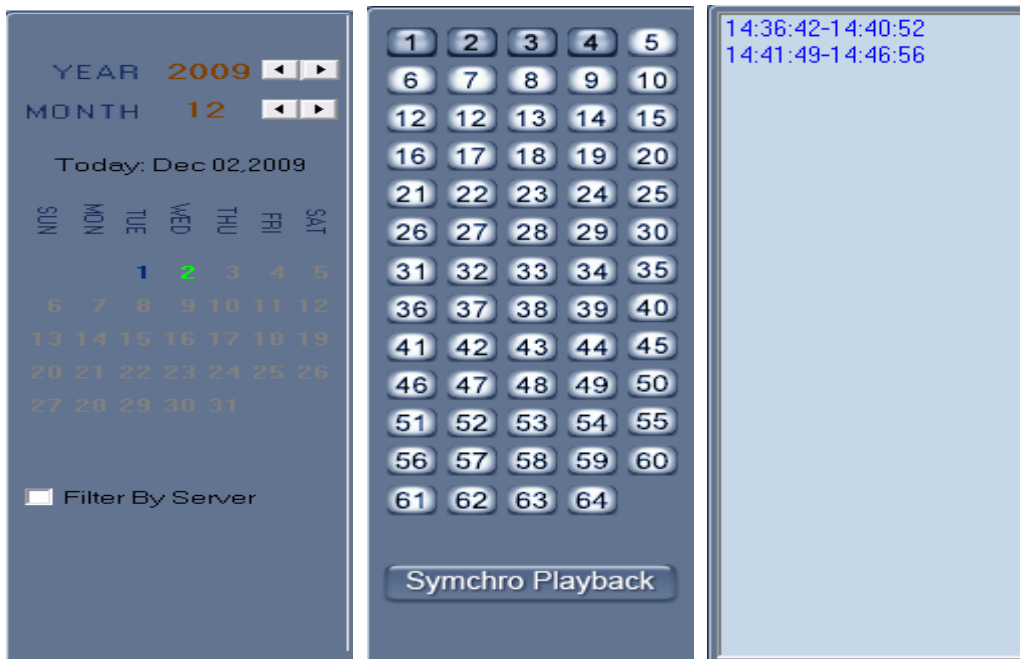 YEAR 2009
MONTH 12
Today: Dec 02,2009
SUN MON TUE WED THU FRI SAT
1 2 3 4 5
6 7 8 9 10 11 12
13 14 15 16 17 18 19
20 21 22 23 24 25 26
27 28 29 30 31
Filter By Server
1 2 3 4 5
6 7 8 9 10
12 12 13 14 15
16 17 18 19 20
21 22 23 24 25
26 27 28 29 30
31 32 33 34 35
36 37 38 39 40
41 42 43 44 45
46 47 48 49 50
51 52 53 54 55
56 57 58 59 60
61 62 63 64
Symchro Playback
14:36:42-14:40:52
14:41:49-14:46:56